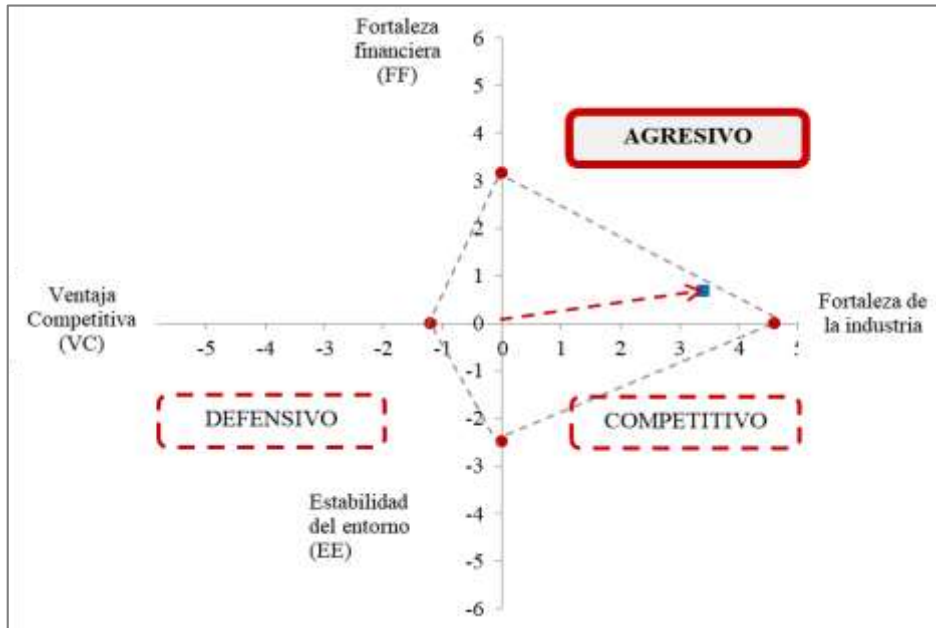 Fortaleza
financiera
(FF)
6
5
4
3
2
1
0
-1
-2
-3
-4
-5
-6
AGRESIVO
Ventaja
Competitiva
(VC)
-5
-4
-3
-2
-1
0
1
2
3
4
5
Fortaleza de
la industria
DEFENSIVO
COMPETITIVO
Estabilidad
del entorno
(EE)